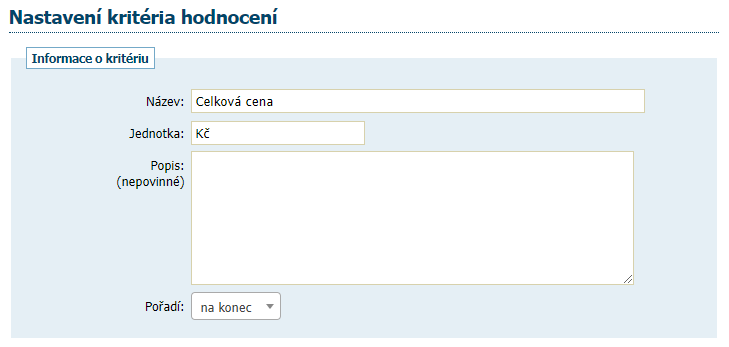 Nastavení kritéria hodnocení
Informace o kritériu
Název: Celková cena
Jednotka: Kč
Popis:
(nepovinné)
Pořadí: na konec